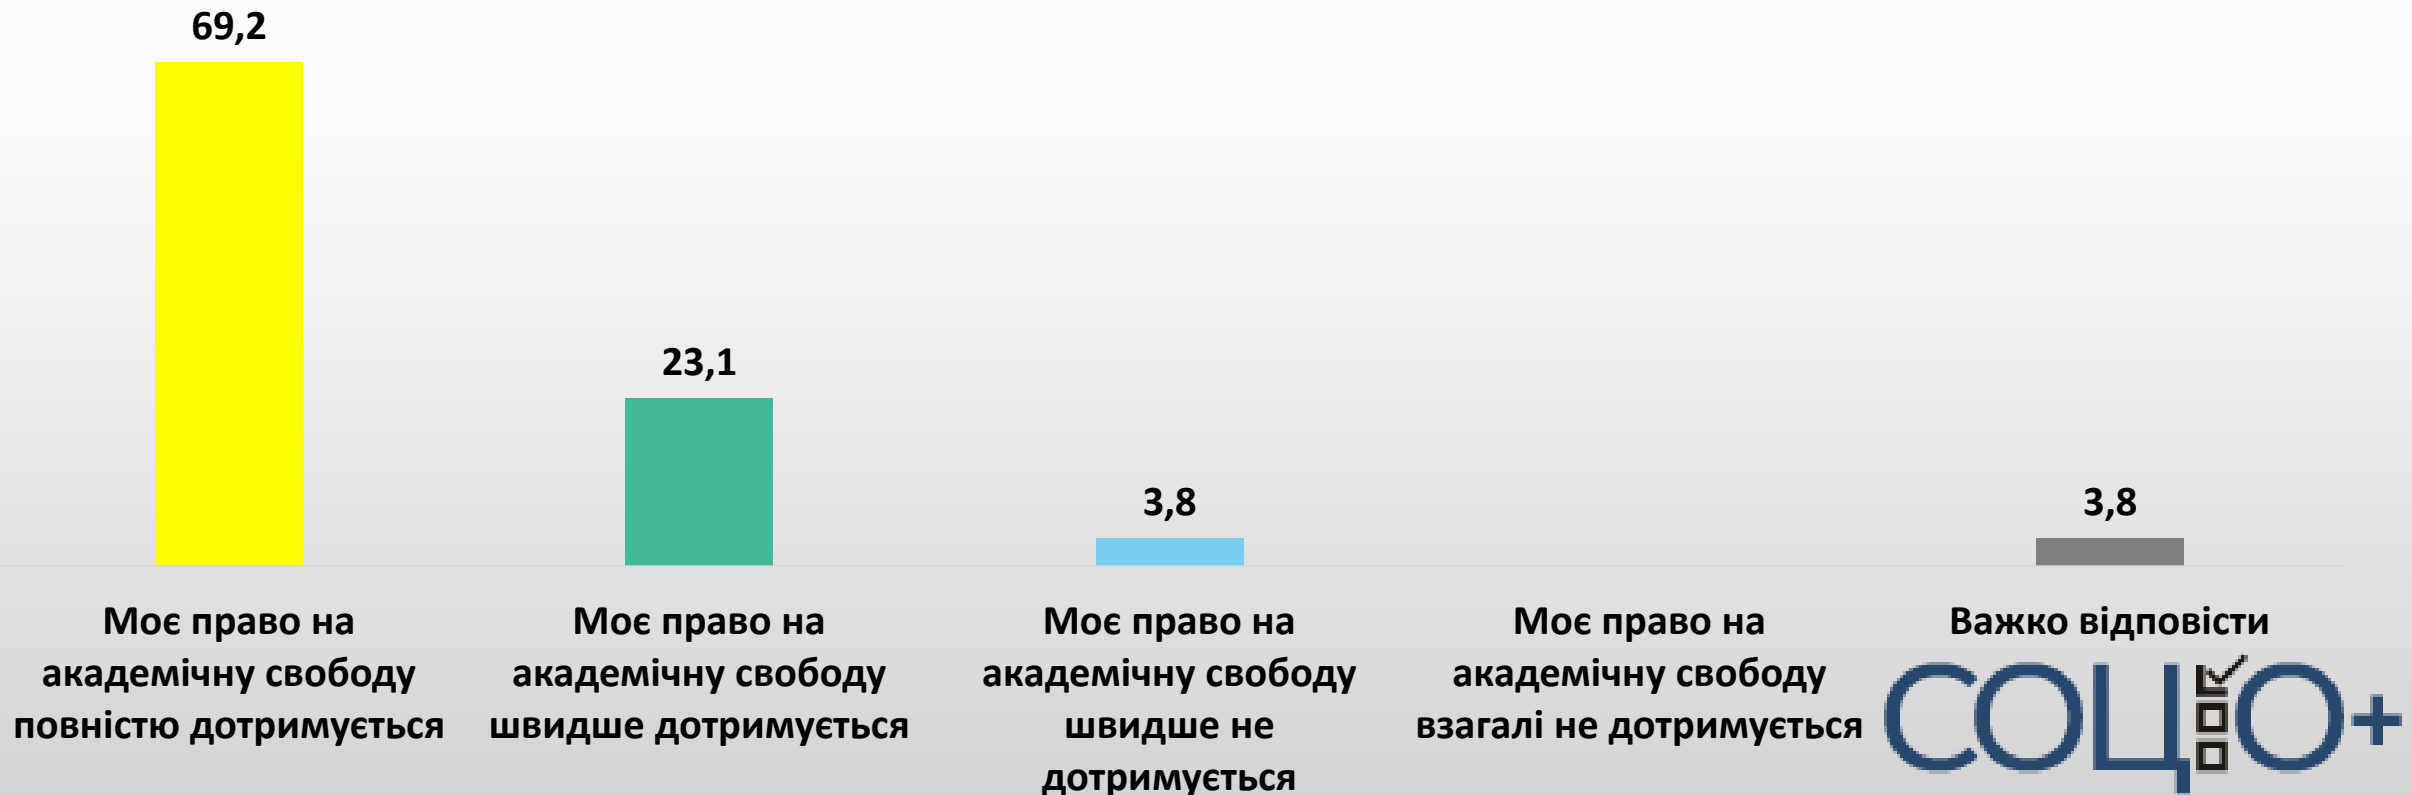 69,2
23,1
3,8
3,8
Моє право на
академічну свободу
повністю дотримується
Моє право на
академічну свободу
швидше дотримується
Моє право на
академічну свободу
швидше не
дотримується
Моє право на
академічну свободу
взагалі не дотримується
Важко відповісти
СОЦІО+